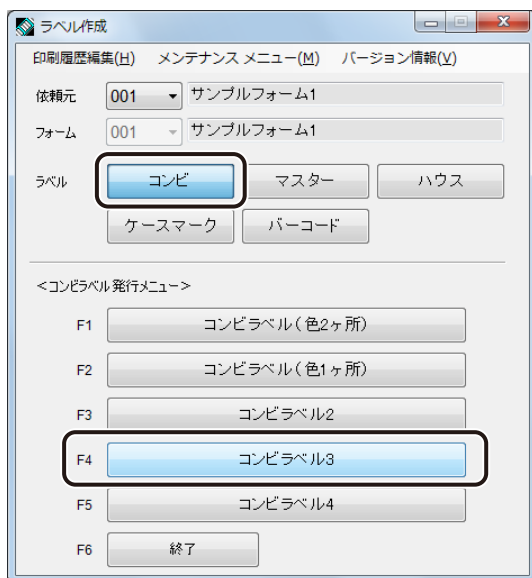 ラベル作成
印刷履歴編集(H) メンテナンス メニュー(M) バージョン情報(V)
依頼元 001 サンプルフォーム1
フォーム 001 サンプルフォーム1
ラベル コンビ マスター ハウス
ケースマーク バーコード
<コンビラベル発行メニュー>
F1 コンビラベル(色2ヶ所)
F2 コンビラベル(色1ヶ所)
F3 コンビラベル2
F4 コンビラベル3
F5 コンビラベル4
F6 終了